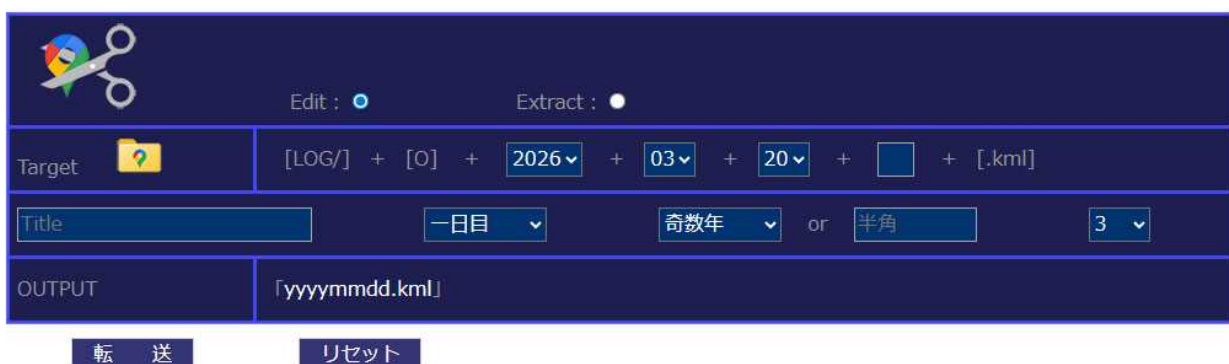 Edit : Extract :
Target [LOG/] + [O] + 2026 + 03 + 20 + + [.kml]
Title 一日目 奇数年 or 半角 3
OUTPUT 「yyyymmdd.kml」
転 送 リセット